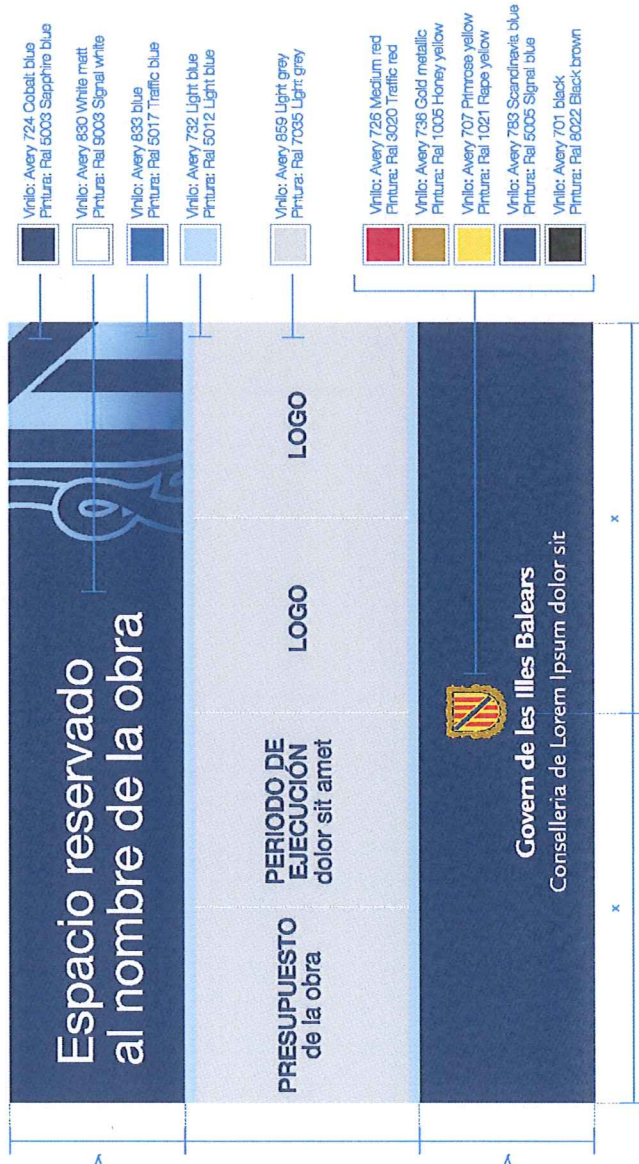 Espacio reservado
al nombre de la obra
PRESUPUESTO
de la obra
PERIODO DE
EJECUCIÓN
dolor sit amet
LOGO
LOGO
Govern de les Illes Balears
Conselleria de Lorem Ipsum dolor sit
Vinilo: Avery 724 Cobalt blue
Pintura: Ral 5003 Sapphire blue
Vinilo: Avery 830 White matt
Pintura: Ral 9003 Signal white
Vinilo: Avery 833 blue
Pintura: Ral 5017 Traffic blue
Vinilo: Avery 732 Light blue
Pintura: Ral 5012 Light blue
Vinilo: Avery 859 Light grey
Pintura: Ral 7035 Light grey
Vinilo: Avery 726 Medium red
Pintura: Ral 3020 Traffic red
Vinilo: Avery 738 Gold metallic
Pintura: Ral 1005 Honey yellow
Vinilo: Avery 707 Primrose yellow
Pintura: Ral 1021 Rape yellow
Vinilo: Avery 783 Scandinavia blue
Pintura: Ral 5005 Signal blue
Vinilo: Avery 701 black
Pintura: Ral 8022 Black brown
x
x
y
y